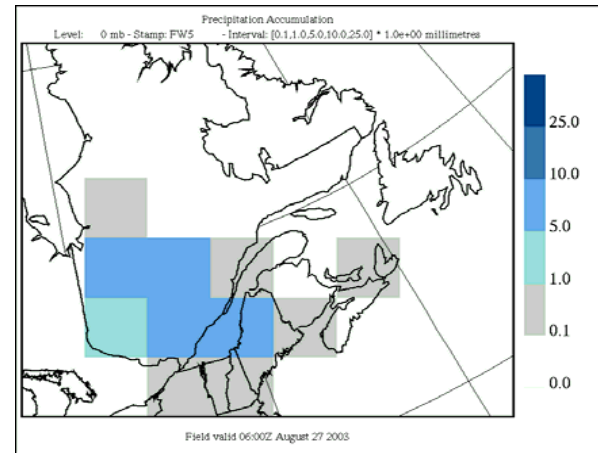 Precipitation Accumulation
Level: 0 mb - Stamp: FW5 - Interval: [0.1,1.0,5.0,10.0,25.0] * 1.0e+00 millimetres
25.0
10.0
5.0
1.0
0.1
0.0
Field valid 06:00Z August 27 2003